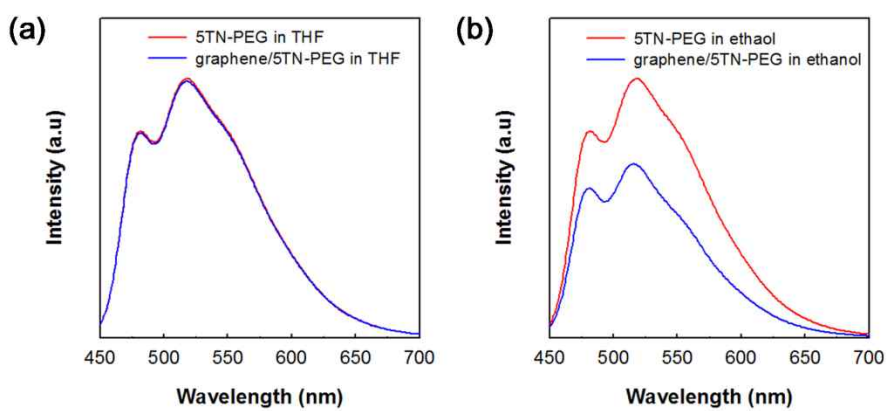 (a)
5TN-PEG in THF
graphene/5TN-PEG in THF
Intensity (a.u)
450 500 550 600 650 700
Wavelength (nm)
(b)
5TN-PEG in ethaol
graphene/5TN-PEG in ethanol
Intensity (a.u)
450 500 550 600 650 700
Wavelength (nm)